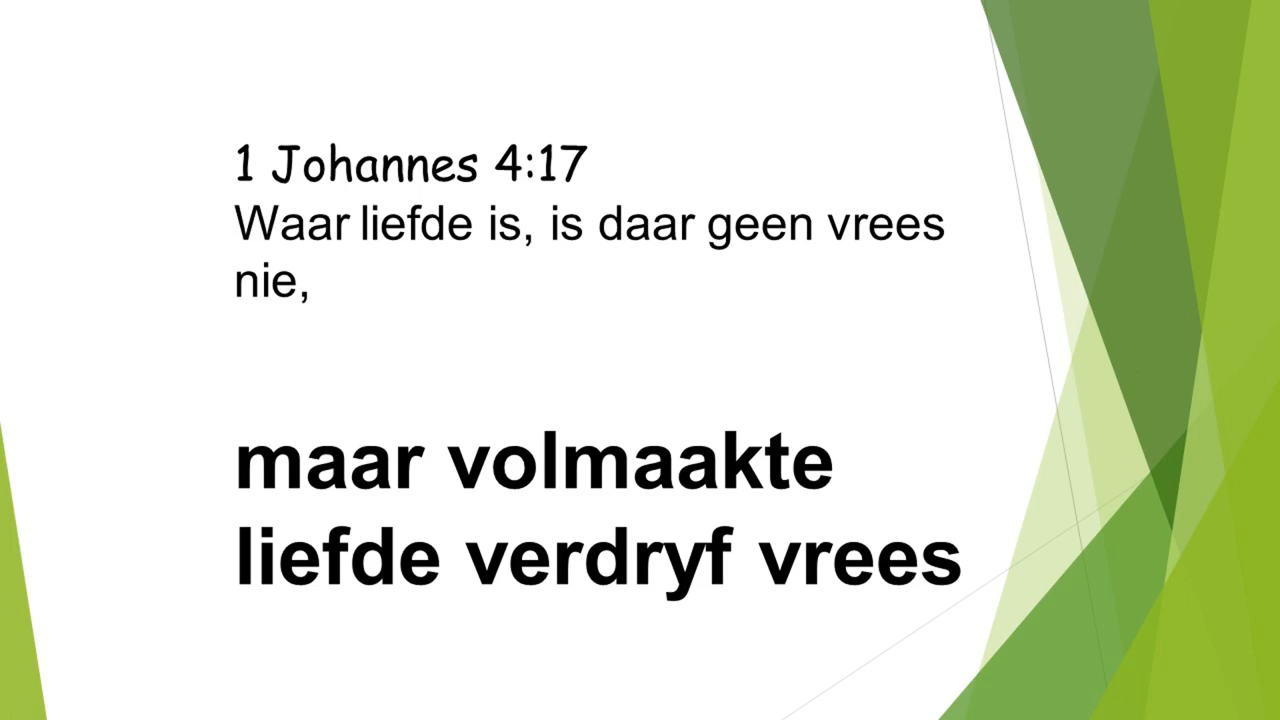 1 Johannes 4:17
Waar liefde is, is daar geen vrees
nie,
maar volmaakte
liefde verdryf vrees